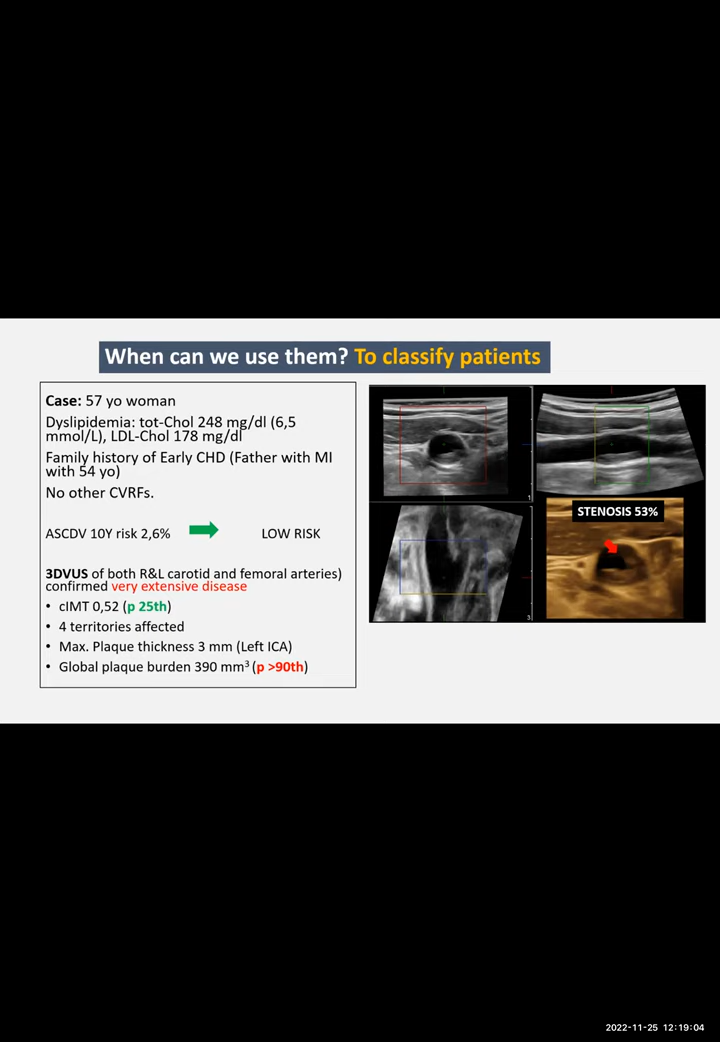 When can we use them? To classify patients
Case: 57 yo woman
Dyslipidemia: tot-Chol 248 mg/dl (6,5
mmol/L), LDL-Chol 178 mg/dl
Family history of Early CHD (Father with MI
with 54 yo)
No other CVRFs.
ASCDV 10Y risk 2,6% LOW RISK
3DVUS of both R&L carotid and femoral arteries)
confirmed very extensive disease
• cIMT 0,52 (p 25th)
• 4 territories affected
• Max. Plaque thickness 3 mm (Left ICA)
• Global plaque burden 390 mm³ (p >90th)
1
STENOSIS 53%
3
2022-11-25 12:19:04